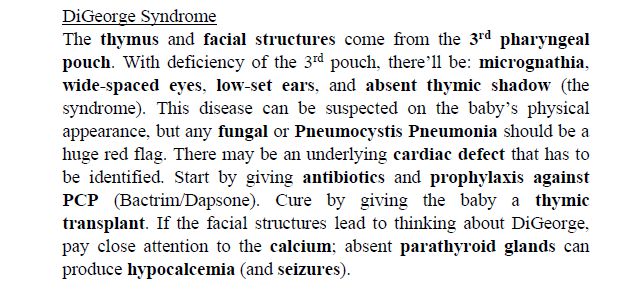 DiGeorge Syndrome
The thymus and facial structures come from the 3rd pharyngeal
pouch. With deficiency of the 3rd pouch, there'll be: micrognathia,
wide-spaced eyes, low-set ears, and absent thymic shadow (the
syndrome). This disease can be suspected on the baby's physical
appearance, but any fungal or Pneumocystis Pneumonia should be a
huge red flag. There may be an underlying cardiac defect that has to
be identified. Start by giving antibiotics and prophylaxis against
PCP (Bactrim/Dapsone). Cure by giving the baby a thymic
transplant. If the facial structures lead to thinking about DiGeorge,
pay close attention to the calcium; absent parathyroid glands can
produce hypocalcemia (and seizures).